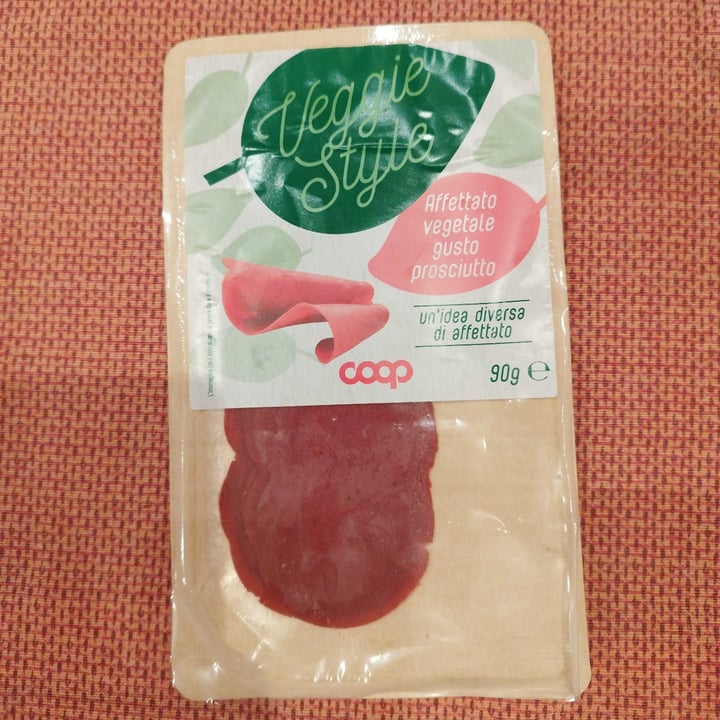 Veggie
Style
Affettato
vegetale
gusto
prosciutto
un'idea diversa
di affettato
coop
90g e